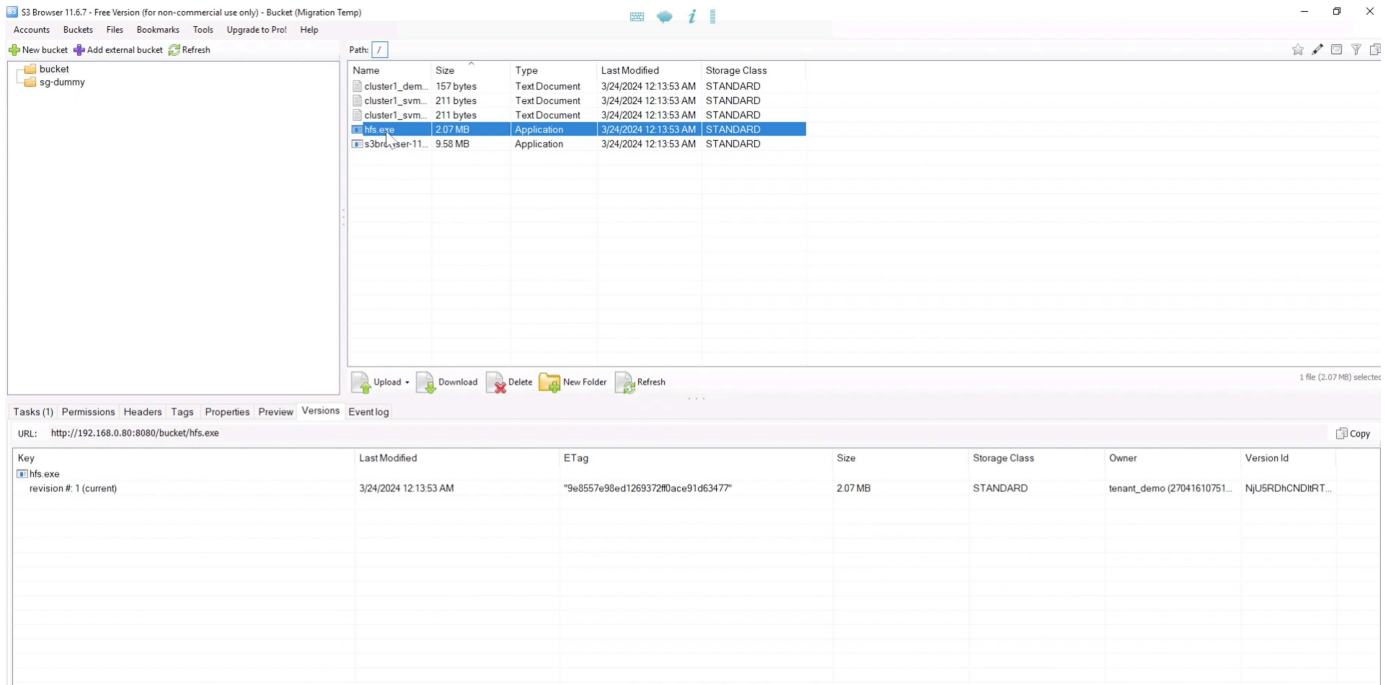 S3 Browser 11.6.7 - Free Version (for non-commercial use only) - Bucket (Migration Temp)
Accounts Buckets Files Bookmarks Tools Upgrade to Pro! Help
New bucket Add external bucket Refresh Path: /
bucket
sg-dummy
Name Size Type Last Modified Storage Class
cluster1_dem... 157 bytes Text Document 3/24/2024 12:13:53 AM STANDARD
cluster1_svm... 211 bytes Text Document 3/24/2024 12:13:53 AM STANDARD
cluster1_svm... 211 bytes Text Document 3/24/2024 12:13:53 AM STANDARD
hfs.exe 2.07 MB Application 3/24/2024 12:13:53 AM STANDARD
s3browser-11... 9.58 MB Application 3/24/2024 12:13:53 AM STANDARD
Upload Download Delete New Folder Refresh 1 file (2.07 MB) selected
Tasks (1) Permissions Headers Tags Properties Preview Versions Event log
URL: http://192.168.0.80:8080/bucket/hfs.exe Copy
Key Last Modified ETag Size Storage Class Owner Version Id
hfs.exe
revision #: 1 (current) 3/24/2024 12:13:53 AM "9e8557e98ed1269372ff0ace91d63477" 2.07 MB STANDARD tenant_demo (27041610751... NjU5RDhCNDItRT...